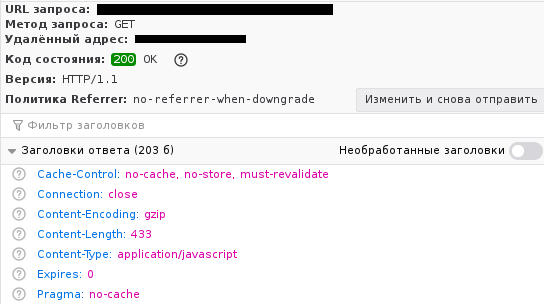 URL запроса:
Метод запроса: GET
Удалённый адрес:
Код состояния: 200 OK ?
Версия: HTTP/1.1
Политика Referrer: no-referrer-when-downgrade Изменить и снова отправить
Фильтр заголовков
Заголовки ответа (203 б) Необработанные заголовки
? Cache-Control: no-cache, no-store, must-revalidate
? Connection: close
? Content-Encoding: gzip
? Content-Length: 433
? Content-Type: application/javascript
? Expires: 0
? Pragma: no-cache